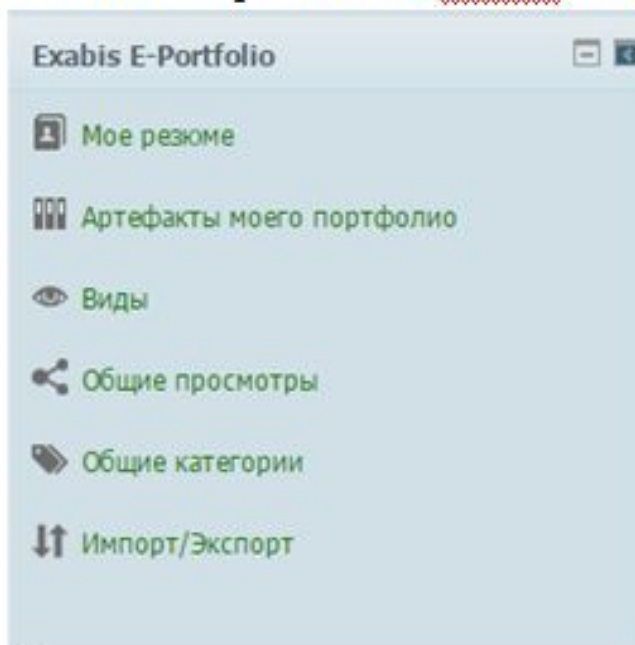 Exabis E-Portfolio
Мое резюме
Артефакты моего портфолио
Виды
Общие просмотры
Общие категории
Импорт/Экспорт